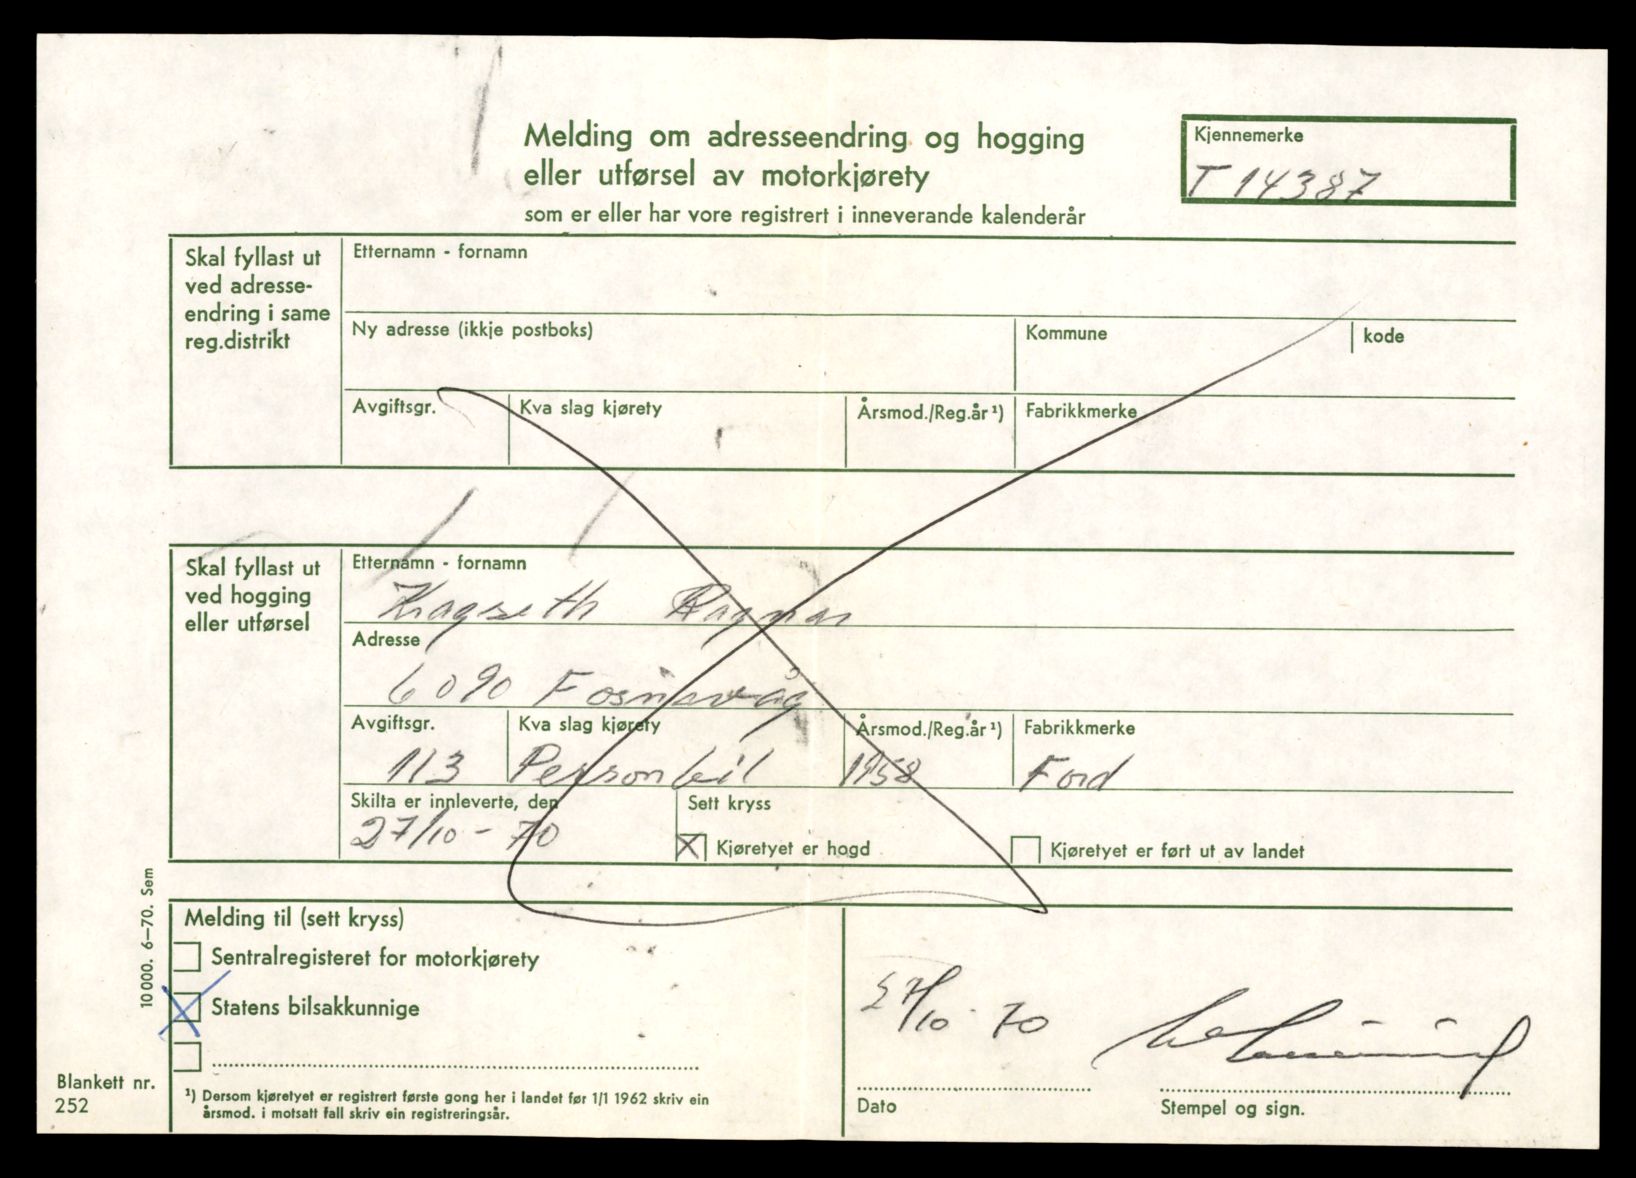 Melding om adresseendring og hogging
eller utførsel av motorkjørety
som er eller har vore registrert i inneverande kalenderår
Kjennemerke
T 14387
Skal fyllast ut
ved adresse-
endring i same
reg.distrikt
Etternamn - fornamn
Ny adresse (ikkje postboks)
Kommune
kode
Avgiftsgr.
Kva slag kjørety
Årsmod./Reg.år ¹)
Fabrikkmerke
Skal fyllast ut
ved hogging
eller utførsel
Etternamn - fornamn
Kragseth Ragnar
Adresse
6090 Fosnavåg
Avgiftsgr.
113
Kva slag kjørety
Personbil
Årsmod./Reg.år ¹)
1958
Fabrikkmerke
Ford
Skilta er innleverte, den
27/10 - 70
Sett kryss
Kjøretyet er hogd
Kjøretyet er ført ut av landet
10 000. 6–70. Sem
Melding til (sett kryss)
Sentralregisteret for motorkjørety
Statens bilsakkunnige
¹) Dersom kjøretyet er registrert første gong her i landet før 1/1 1962 skriv ein
årsmod. i motsatt fall skriv ein registreringsår.
Blankett nr.
252
27/10 - 70
Dato
Stempel og sign.